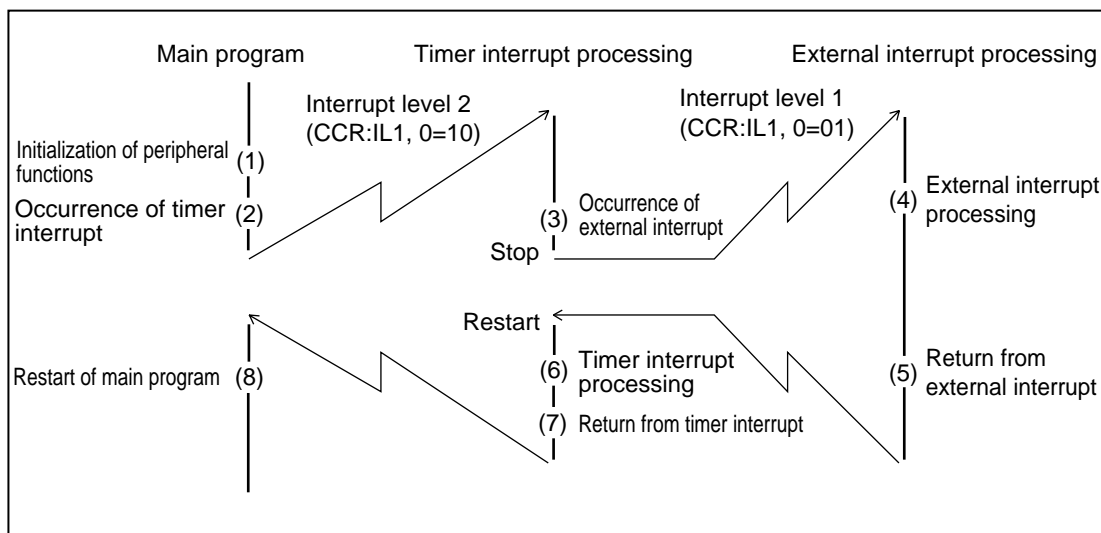 Main program
Timer interrupt processing
External interrupt processing
Interrupt level 2
(CCR:IL1, 0=10)
Interrupt level 1
(CCR:IL1, 0=01)
Initialization of peripheral
functions
(1)
Occurrence of timer
interrupt
(2)
(3)
Occurrence of
external interrupt
Stop
(4)
External interrupt
processing
Restart
Restart of main program
(8)
(6)
Timer interrupt
processing
(7)
Return from timer interrupt
(5)
Return from
external interrupt